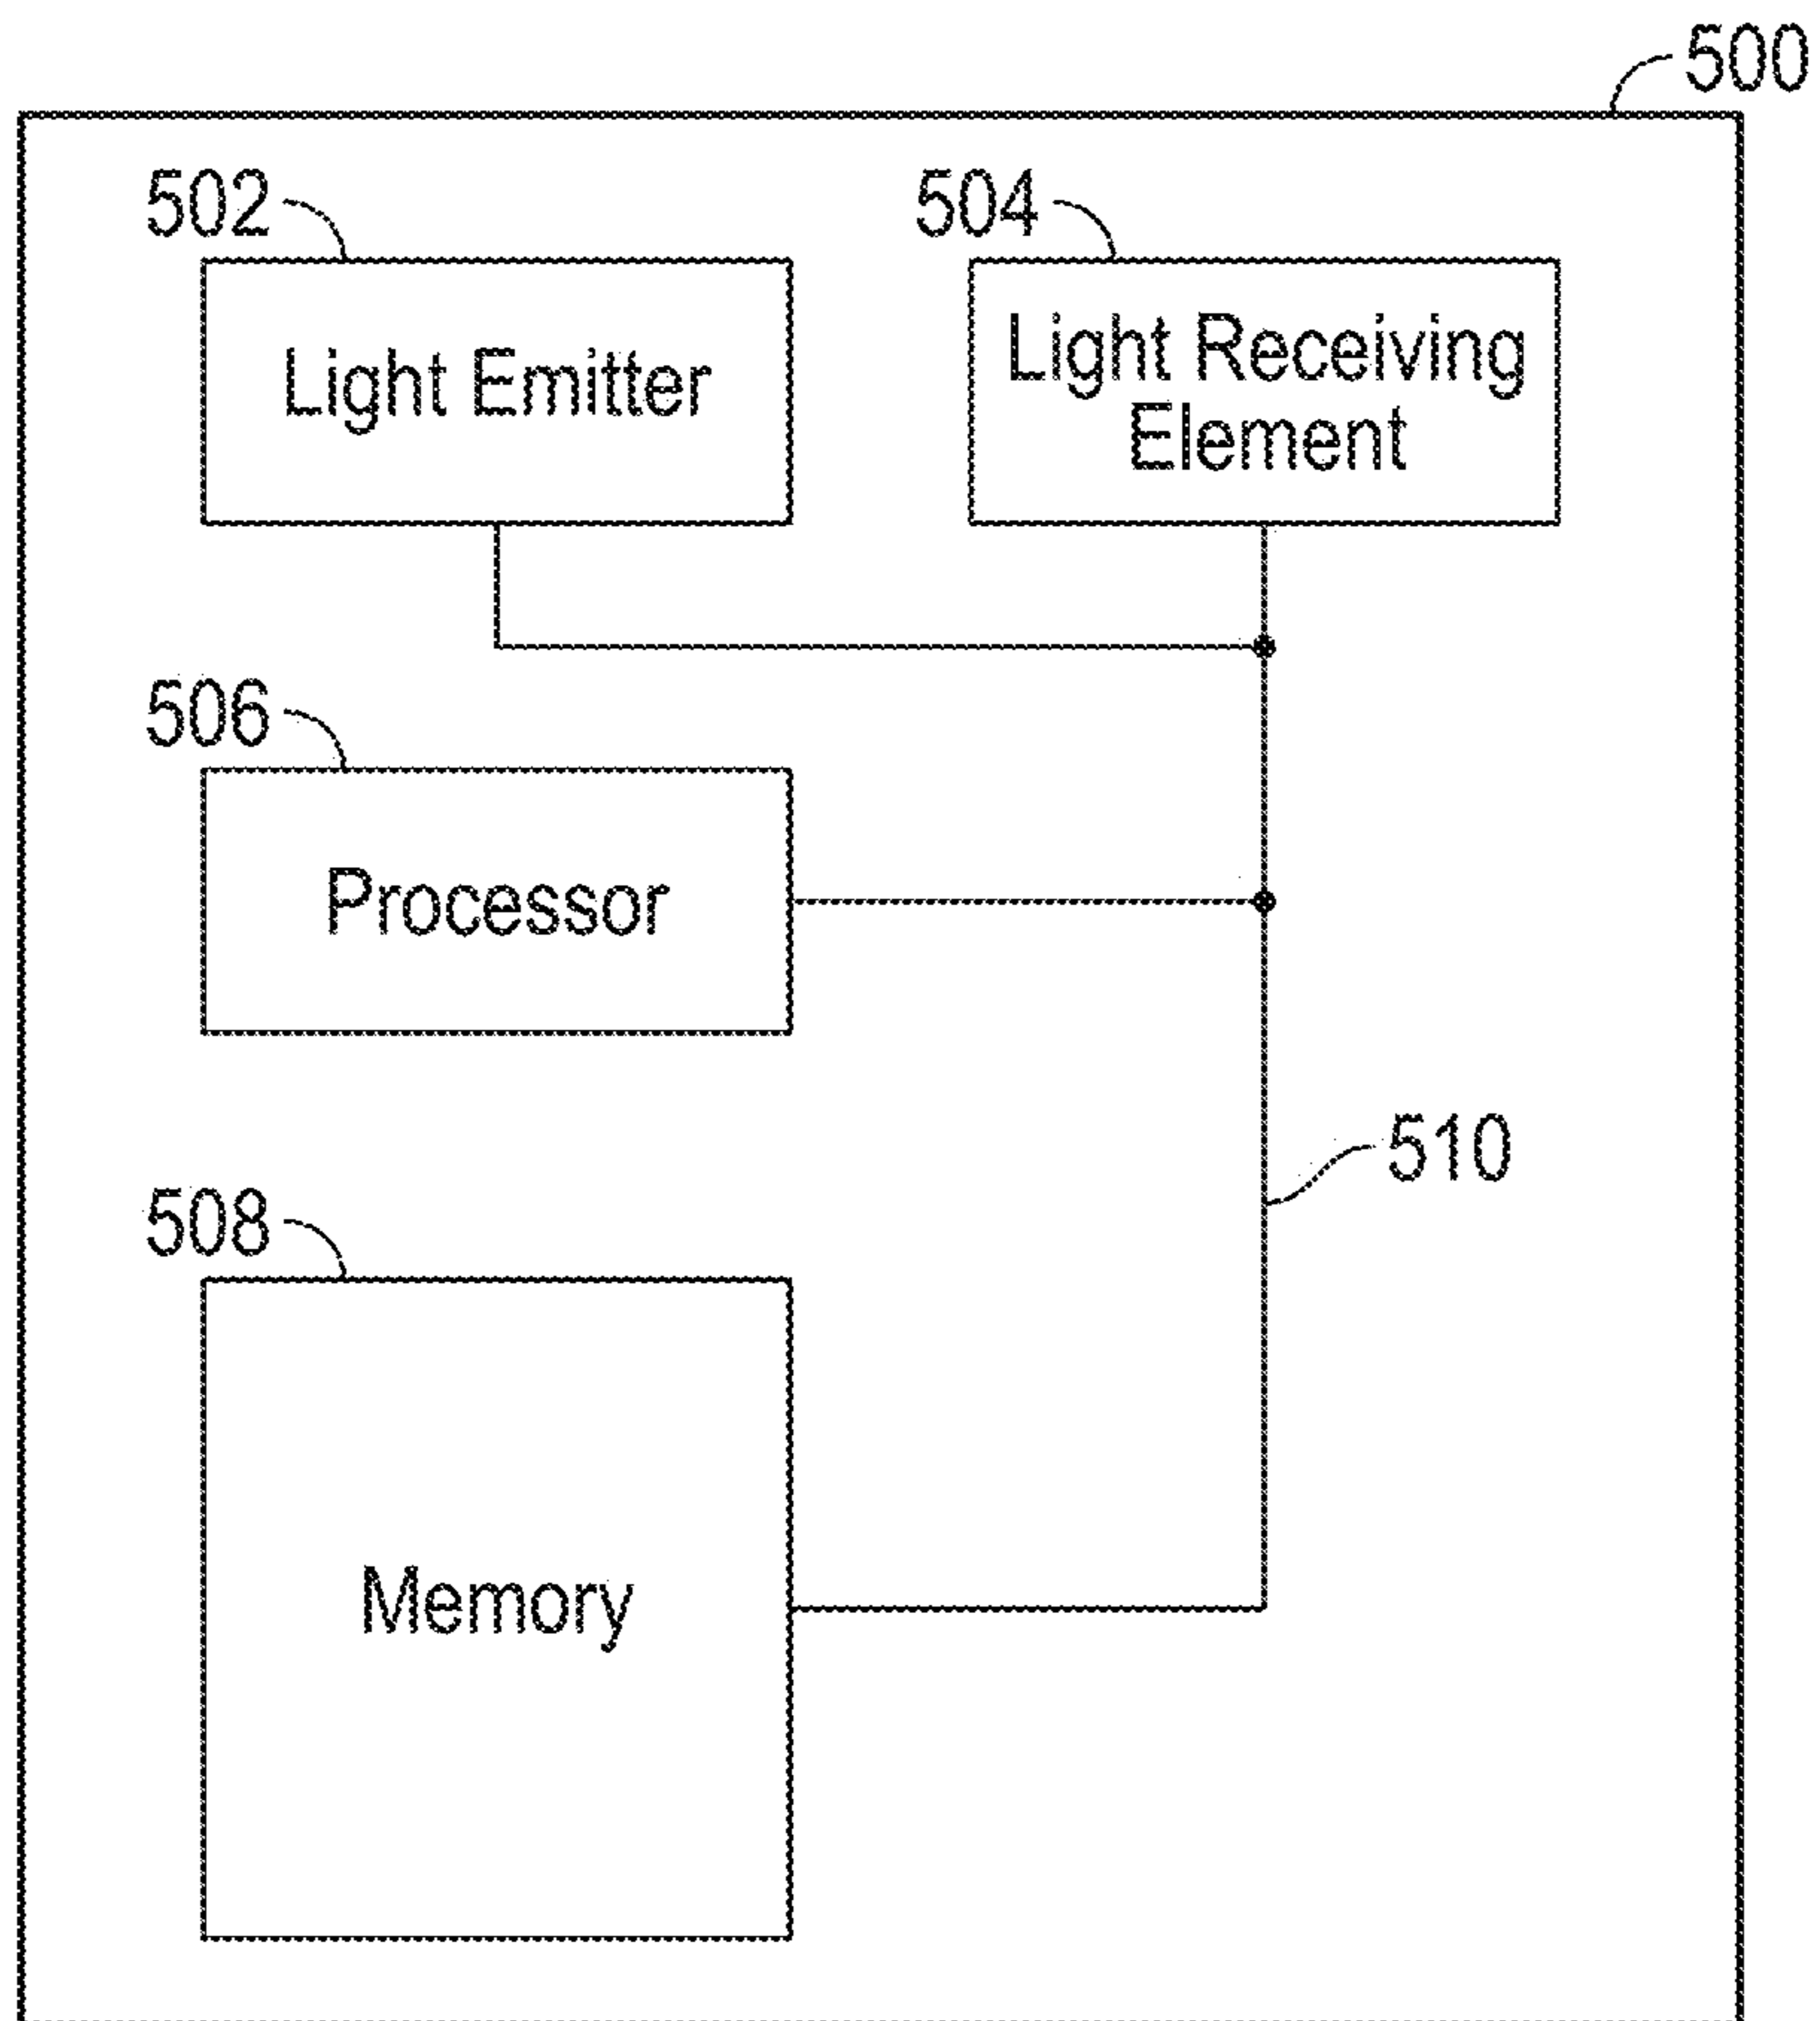 500
502
504
Light Emitter
Light Receiving
Element
506
Processor
510
508
Memory